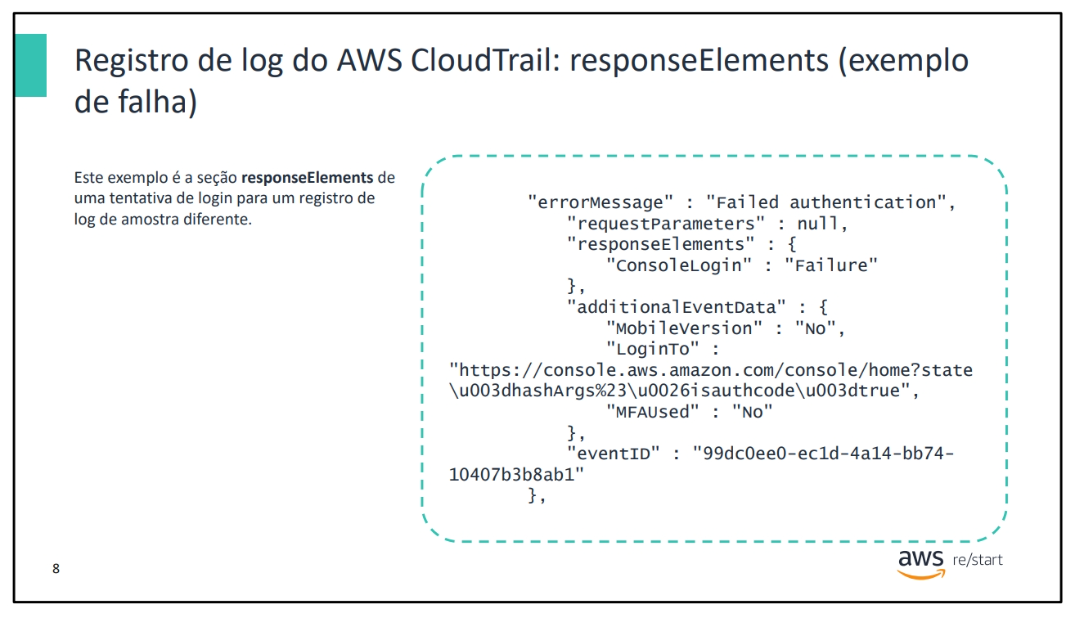 Registro de log do AWS CloudTrail: responseElements (exemplo
de falha)
Este exemplo é a seção responseElements de
uma tentativa de login para um registro de
log de amostra diferente.
"errorMessage" : "Failed authentication",
"requestParameters" : null,
"responseElements" : {
"ConsoleLogin" : "Failure"
},
"additionalEventData" : {
"MobileVersion" : "No",
"LoginTo" :
"https://console.aws.amazon.com/console/home?state
\u003dhashArgs%23\u0026isauthcode\u003dtrue",
"MFAUsed" : "No"
},
"eventID" : "99dc0ee0-ec1d-4a14-bb74-
10407b3b8ab1"
},
8
aws re/start